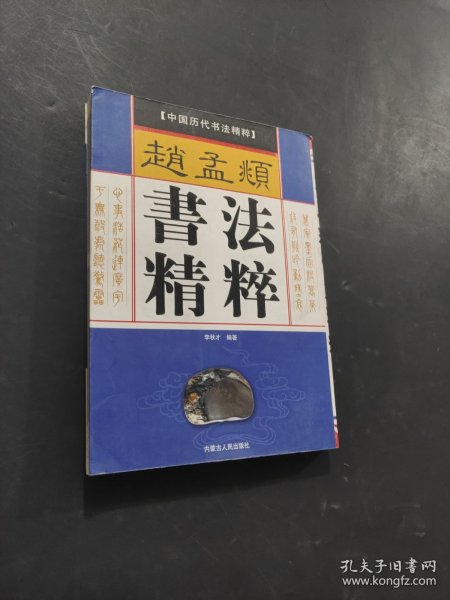 【中国历代书法精粹】
趙孟頫
書法
精粹
李秋才 编著
内蒙古人民出版社
孔夫子旧书网
www.kongfz.com